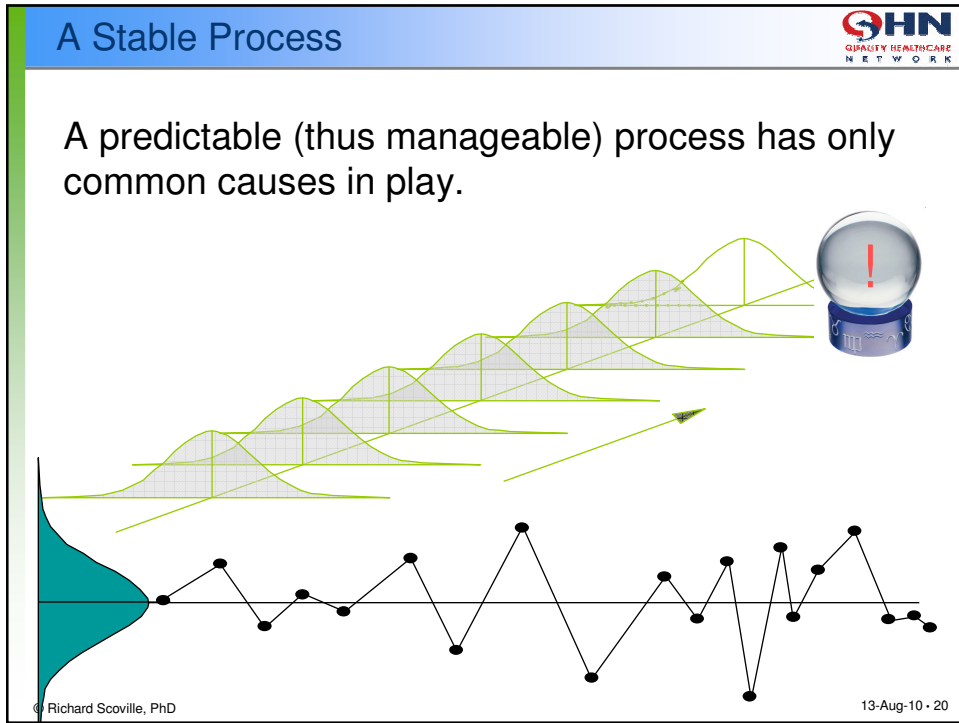 A Stable Process
QHN
QUALITY HEALTHCARE
NETWORK
A predictable (thus manageable) process has only
common causes in play.
!
© Richard Scoville, PhD
13-Aug-10 • 20